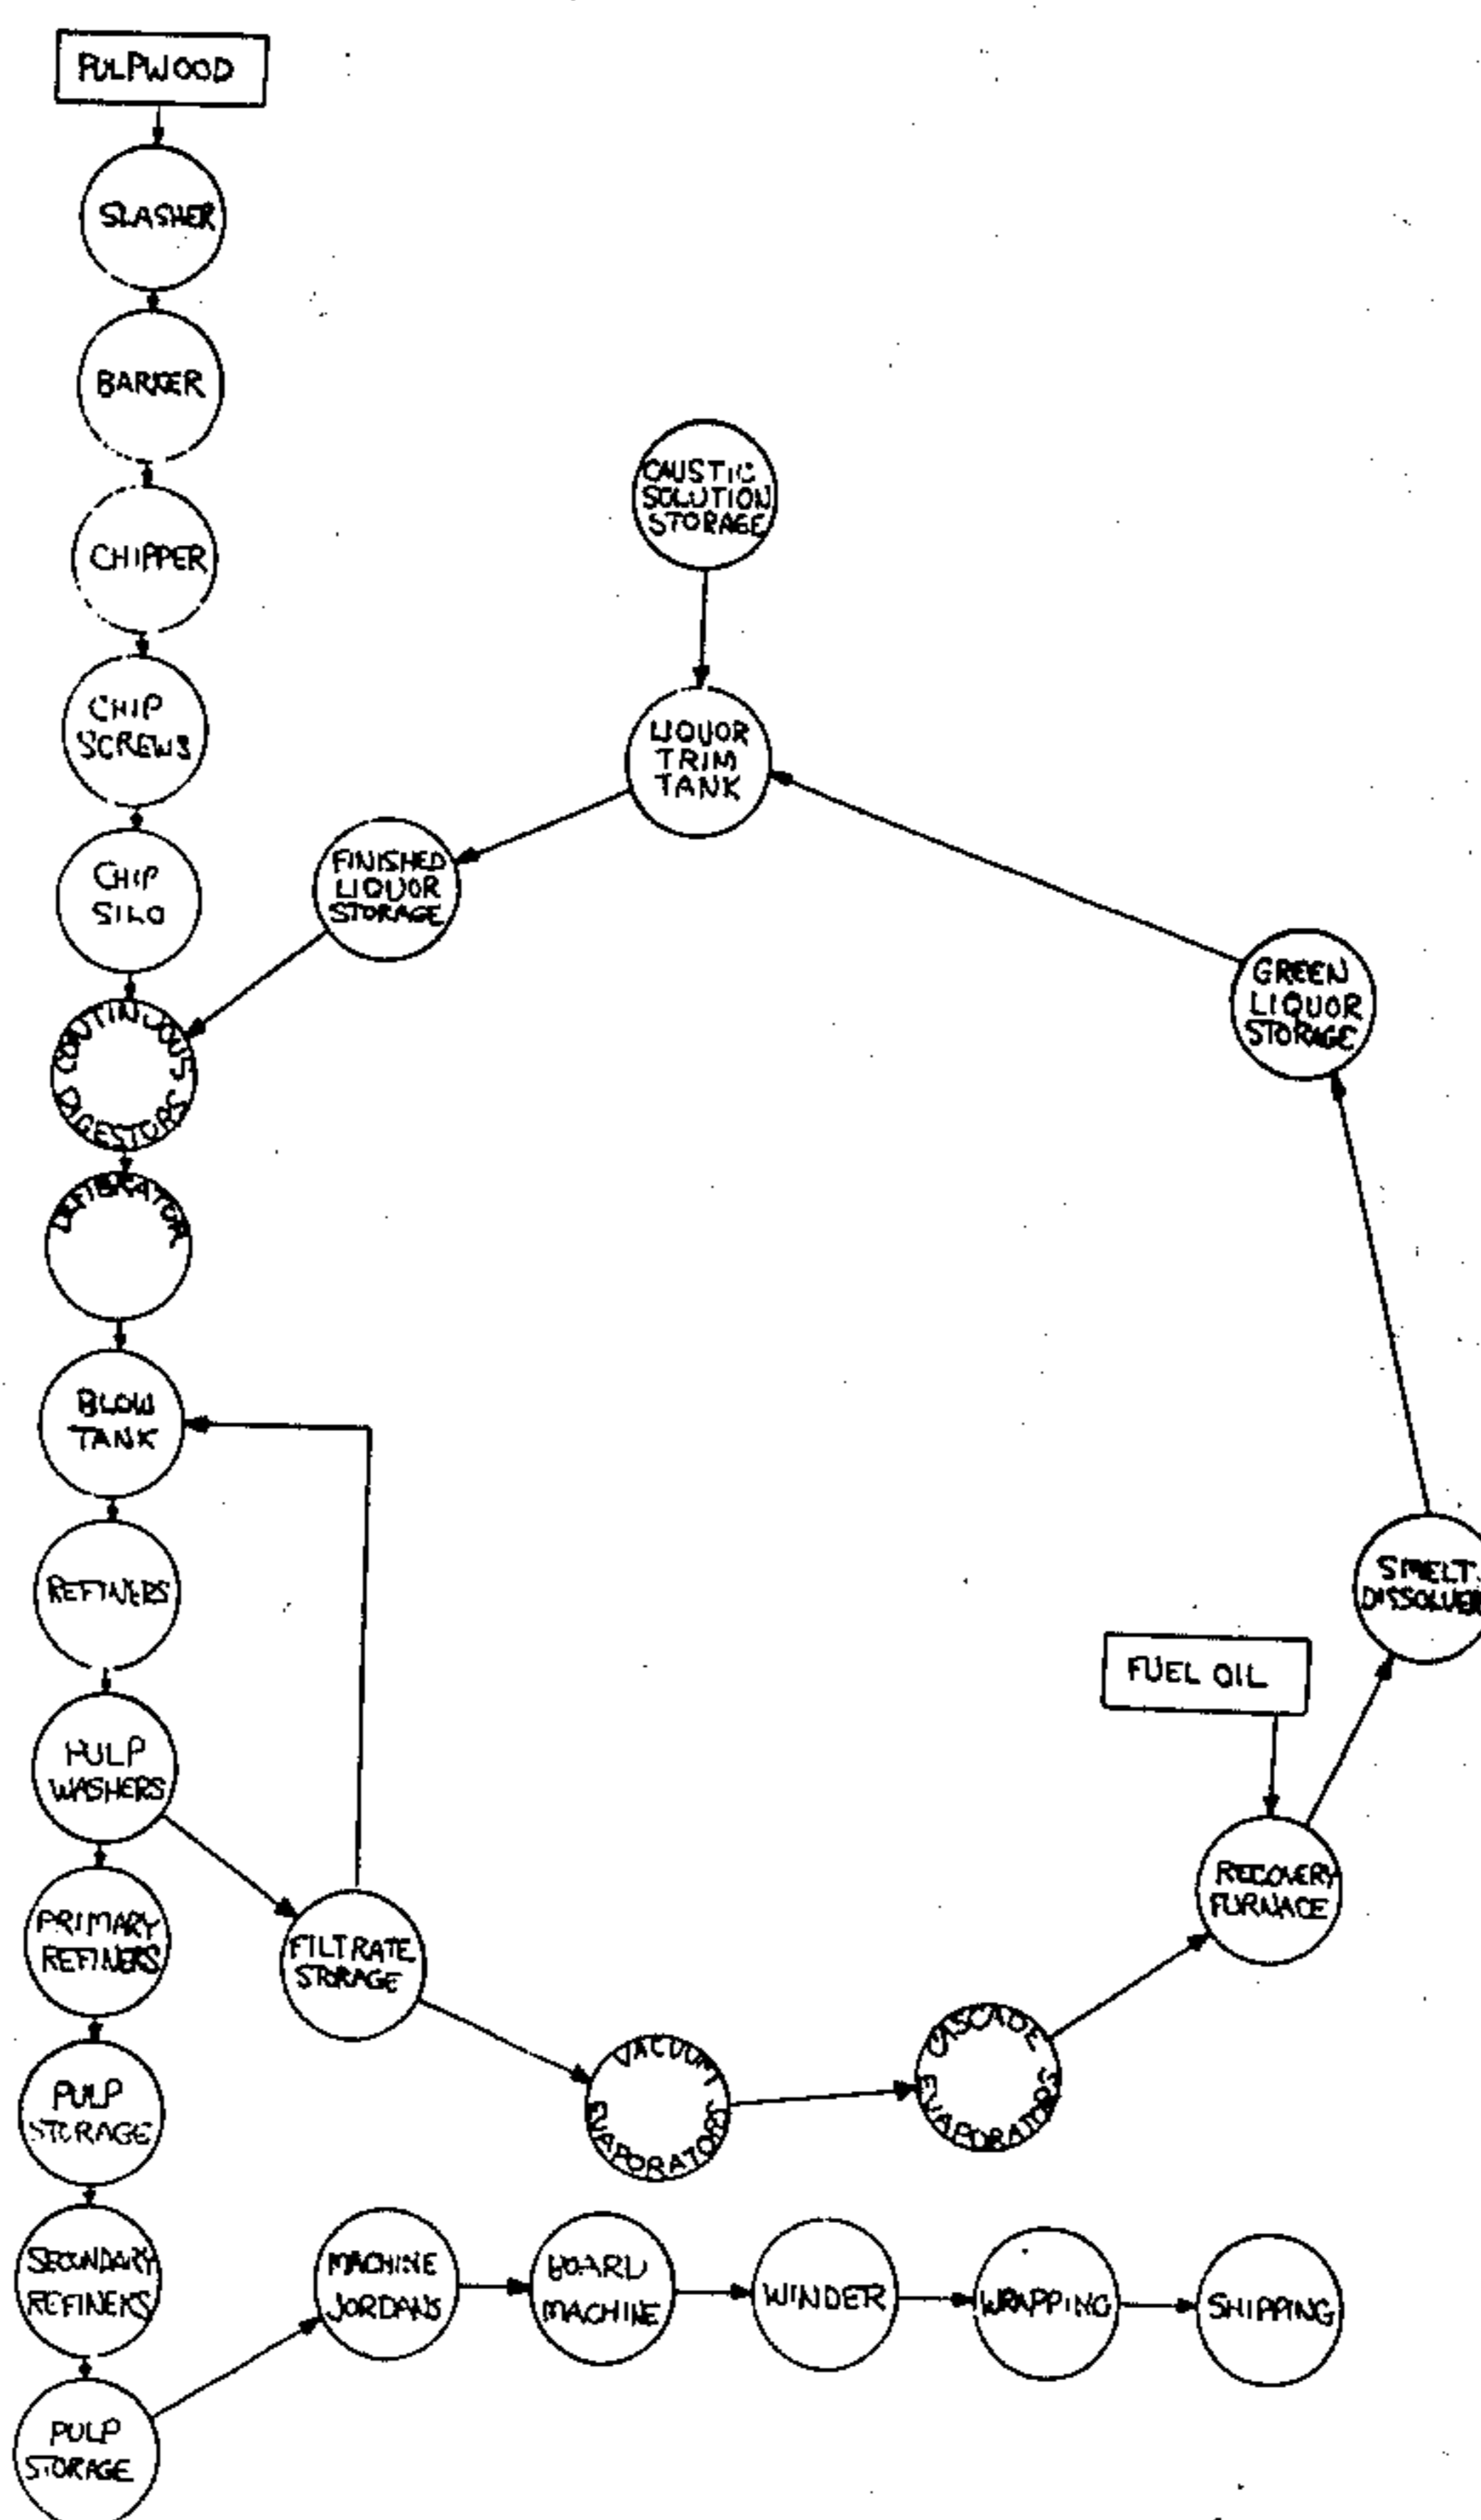 PULPWOOD
SLASHER
BARKER
CHIPPER
CHIP
SCREWS
CHIP
SILO
CONTINUOUS
DIGESTORS
DEFIBRATOR
BLOW
TANK
REFINERS
PULP
WASHERS
PRIMARY
REFINERS
PULP
STORAGE
SECONDARY
REFINERS
PULP
STORAGE
CAUSTIC
SOLUTION
STORAGE
LIQUOR
TRIM
TANK
FINISHED
LIQUOR
STORAGE
GREEN
LIQUOR
STORAGE
SMELT
DISSOLVER
FUEL OIL
RECOVERY
FURNACE
FILTRATE
STORAGE
VACUUM
EVAPORATORS
CASCADE
EVAPORATORS
MACHINE
JORDANS
BOARD
MACHINE
WINDER
WRAPPING
SHIPPING